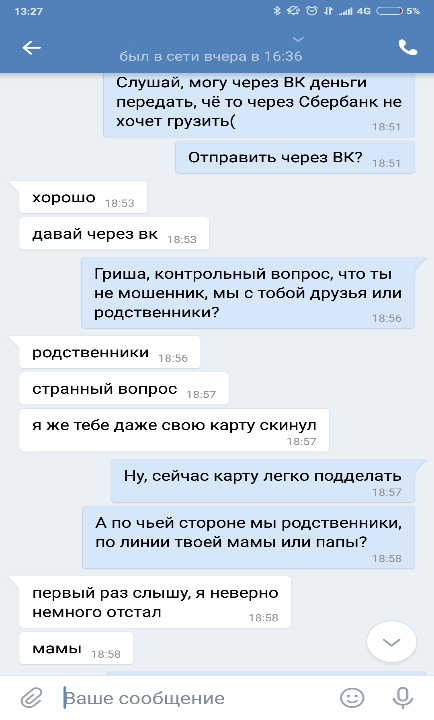 13:27
4G
5%
был в сети вчера в 16:36
Слушай, могу через ВК деньги
передать, чё то через Сбербанк не
хочет грузить(
18:51
Отправить через ВК? 18:51
хорошо 18:53
давай через вк 18:53
Гриша, контрольный вопрос, что ты
не мошенник, мы с тобой друзья или
родственники?
18:56
родственники 18:56
странный вопрос 18:57
я же тебе даже свою карту скинул
18:57
Ну, сейчас карту легко подделать
18:57
А по чьей стороне мы родственники,
по линии твоей мамы или папы?
18:58
первый раз слышу, я неверно
немного отстал
18:58
мамы 18:58
Ваше сообщение